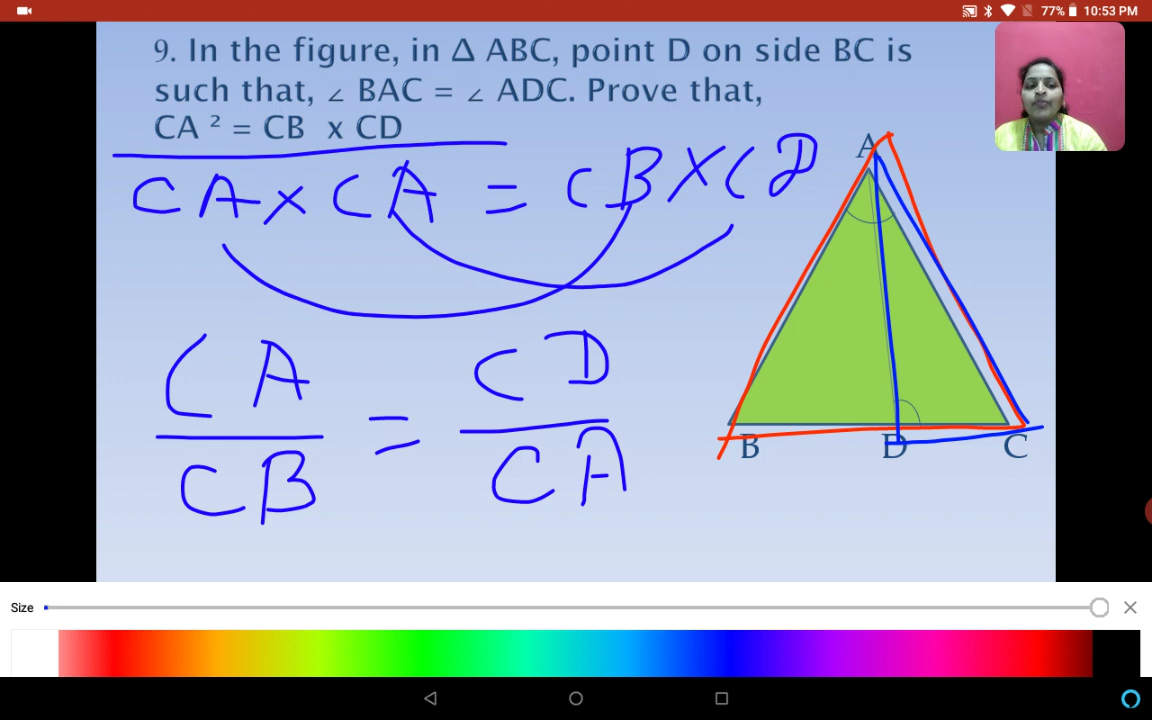 77% 10:53 PM
9. In the figure, in Δ ABC, point D on side BC is
such that, ∠ BAC = ∠ ADC. Prove that,
CA ² = CB x CD
CA x CA = CB x CD
CA / CB = CD / CA
A
B D C
Size